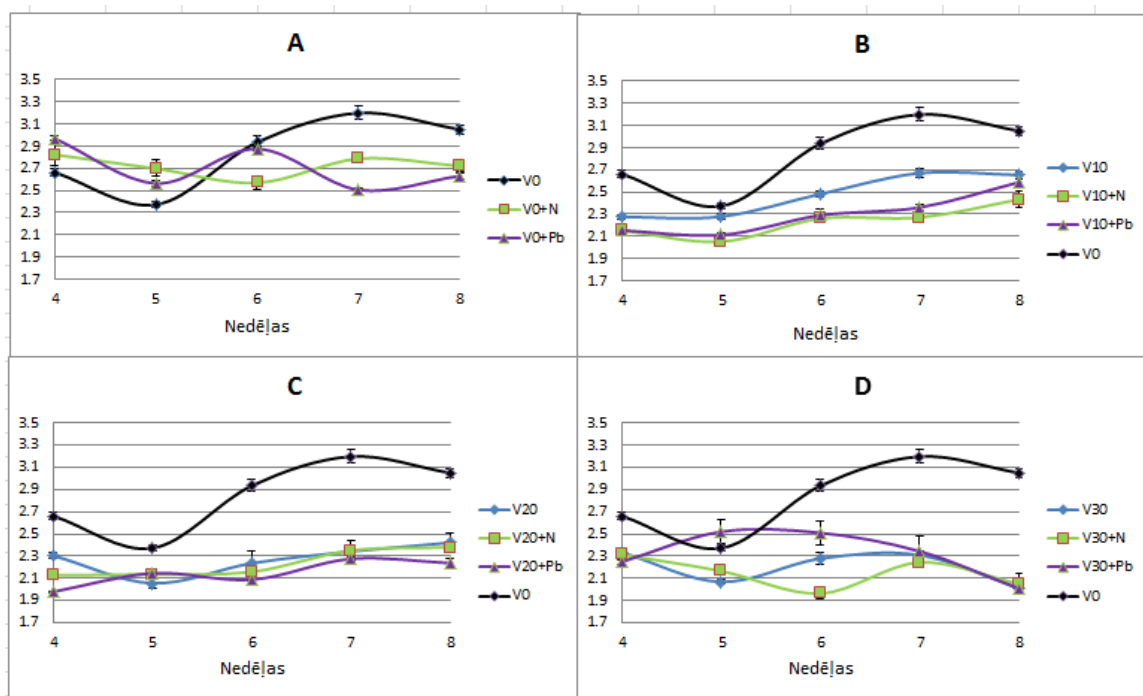 A
3.5
3.3
3.1
2.9
2.7
2.5
2.3
2.1
1.9
1.7
4 5 6 7 8
Nedēļas
V0
V0+N
V0+Pb
B
3.5
3.3
3.1
2.9
2.7
2.5
2.3
2.1
1.9
1.7
4 5 6 7 8
Nedēļas
V10
V10+N
V10+Pb
V0
C
3.5
3.3
3.1
2.9
2.7
2.5
2.3
2.1
1.9
1.7
4 5 6 7 8
Nedēļas
V20
V20+N
V20+Pb
V0
D
3.5
3.3
3.1
2.9
2.7
2.5
2.3
2.1
1.9
1.7
4 5 6 7 8
Nedēļas
V30
V30+N
V30+Pb
V0